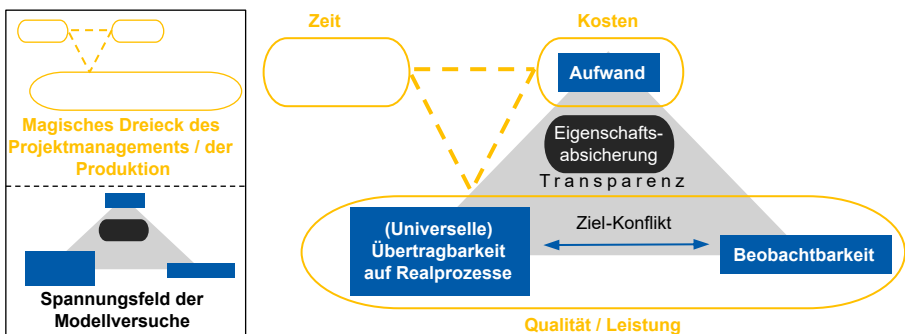 Magisches Dreieck des
Projektmanagements / der
Produktion
Spannungsfeld der
Modellversuche
Zeit
Kosten
Aufwand
Eigenschafts-
absicherung
Transparenz
(Universelle)
Übertragbarkeit
auf Realprozesse
Ziel-Konflikt
Beobachtbarkeit
Qualität / Leistung